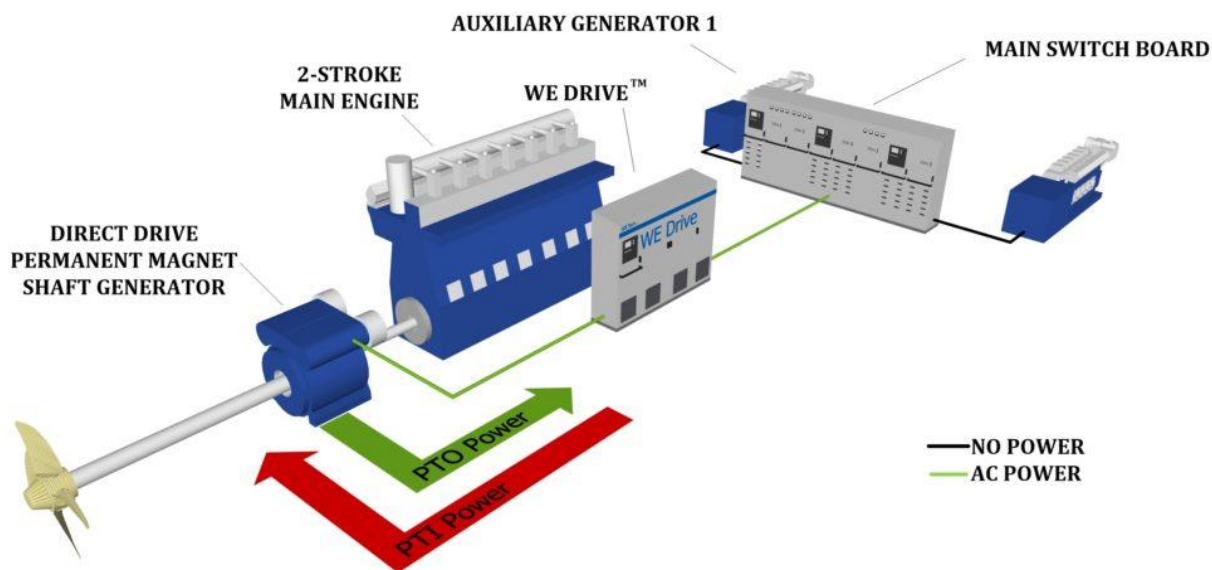 AUXILIARY GENERATOR 1
MAIN SWITCH BOARD
2-STROKE
MAIN ENGINE
WE DRIVE™
WE Drive
DIRECT DRIVE
PERMANENT MAGNET
SHAFT GENERATOR
PTO Power
PTI Power
NO POWER
AC POWER